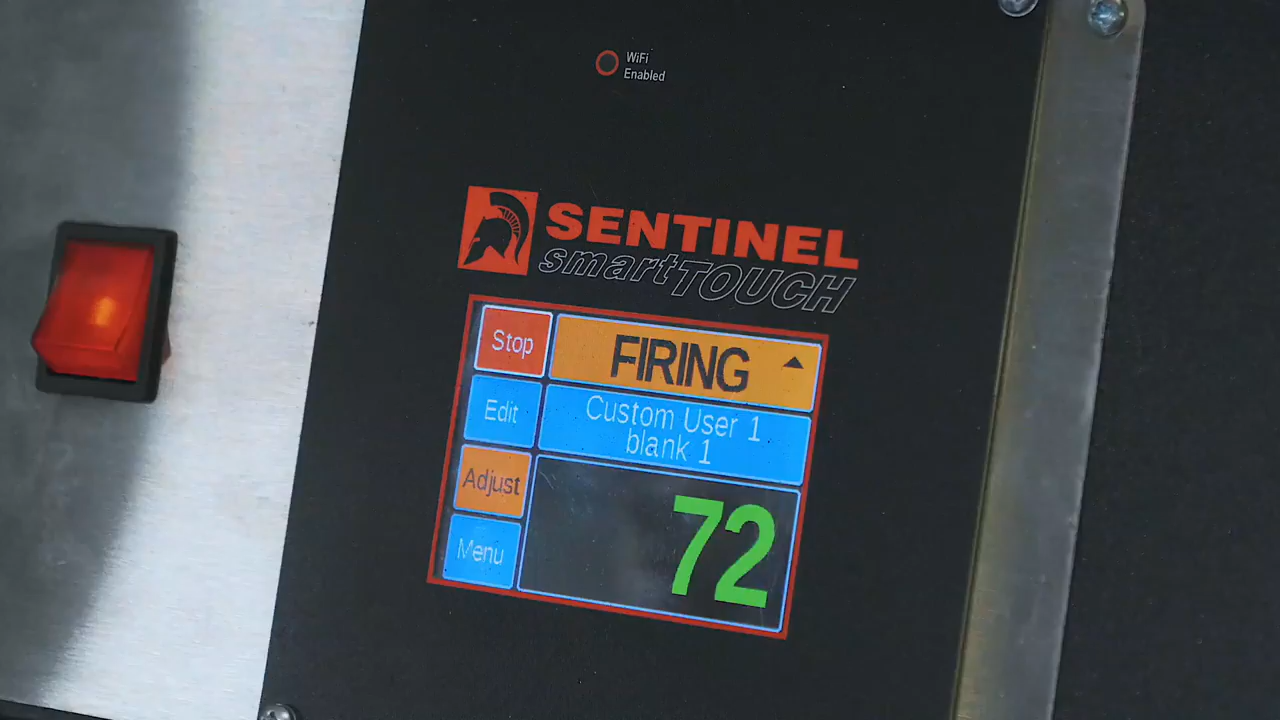 WiFi
Enabled
SENTINEL
smartTOUCH
Stop
FIRING
Edit
Custom User 1
blank 1
Adjust
72
Menu